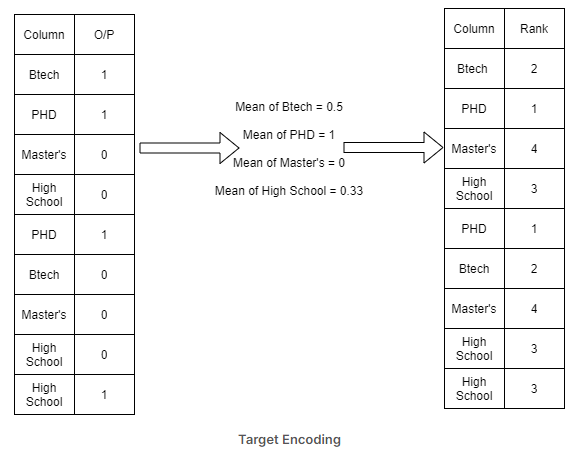 Column O/P
Btech 1
PHD 1
Master's 0
High
School 0
PHD 1
Btech 0
Master's 0
High
School 0
High
School 1
Mean of Btech = 0.5
Mean of PHD = 1
Mean of Master's = 0
Mean of High School = 0.33
Column Rank
Btech 2
PHD 1
Master's 4
High
School 3
PHD 1
Btech 2
Master's 4
High
School 3
High
School 3
Target Encoding